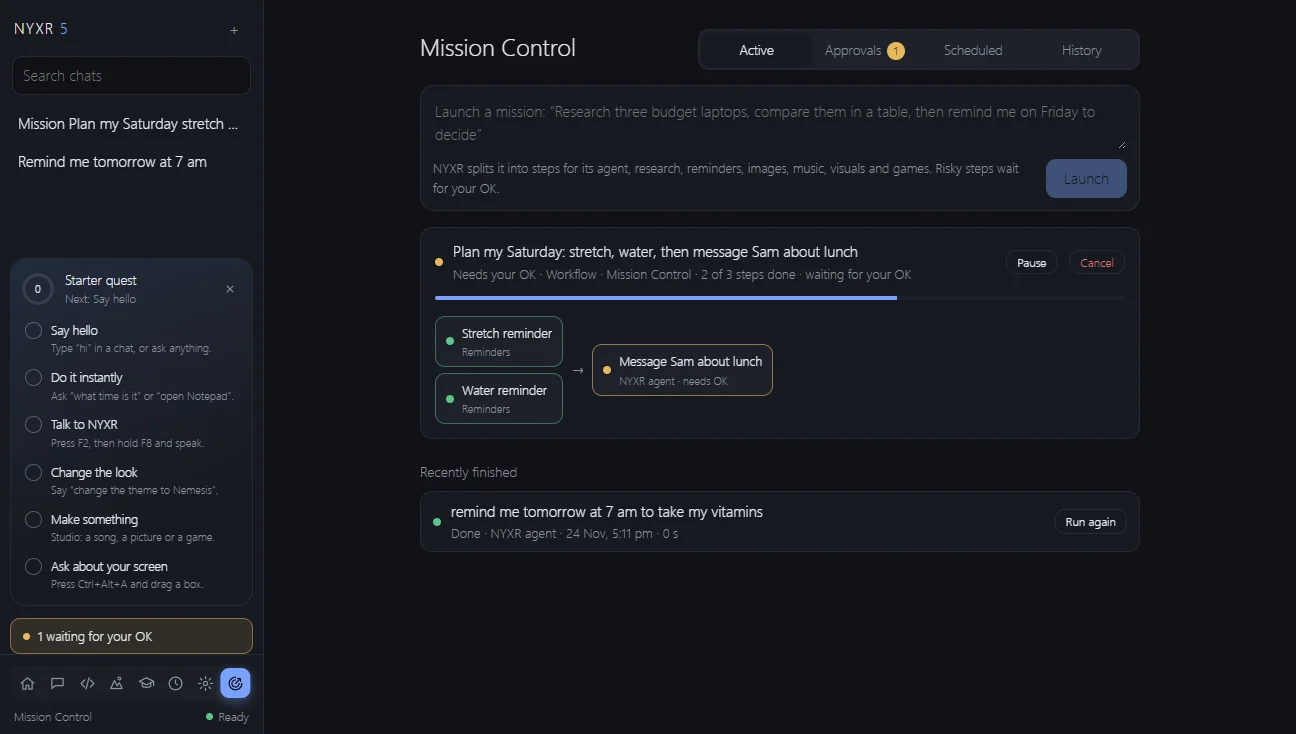 NYXR 5
+
Search chats
Mission Plan my Saturday stretch ...
Remind me tomorrow at 7 am
0
Starter quest
Next: Say hello
×
Say hello
Type "hi" in a chat, or ask anything.
Do it instantly
Ask "what time is it" or "open Notepad".
Talk to NYXR
Press F2, then hold F8 and speak.
Change the look
Say "change the theme to Nemesis".
Make something
Studio: a song, a picture or a game.
Ask about your screen
Press Ctrl+Alt+A and drag a box.
1 waiting for your OK
Mission Control
Ready
Mission Control
Active
Approvals 1
Scheduled
History
Launch a mission: "Research three budget laptops, compare them in a table, then remind me on Friday to
decide"
NYXR splits it into steps for its agent, research, reminders, images, music, visuals and games. Risky steps wait
for your OK.
Launch
Plan my Saturday: stretch, water, then message Sam about lunch
Needs your OK · Workflow · Mission Control · 2 of 3 steps done · waiting for your OK
Pause
Cancel
Stretch reminder
Reminders
Water reminder
Reminders
→
Message Sam about lunch
NYXR agent · needs OK
Recently finished
remind me tomorrow at 7 am to take my vitamins
Done · NYXR agent · 24 Nov, 5:11 pm · 0 s
Run again